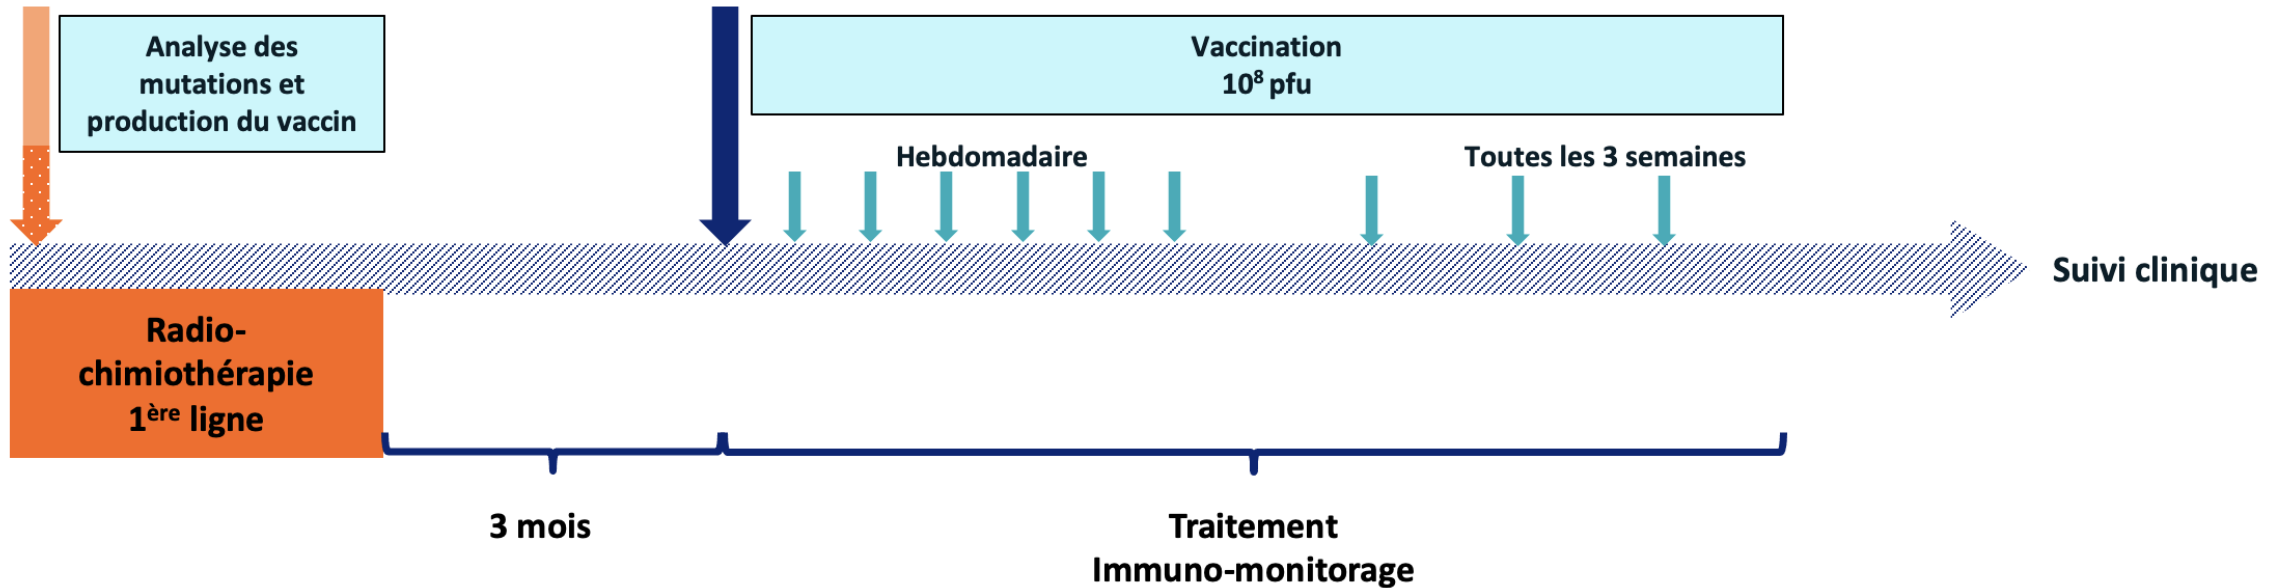 Analyse des
mutations et
production du vaccin
Vaccination
10⁸ pfu
Hebdomadaire
Toutes les 3 semaines
Suivi clinique
Radio-
chimiothérapie
1ère ligne
3 mois
Traitement
Immuno-monitorage